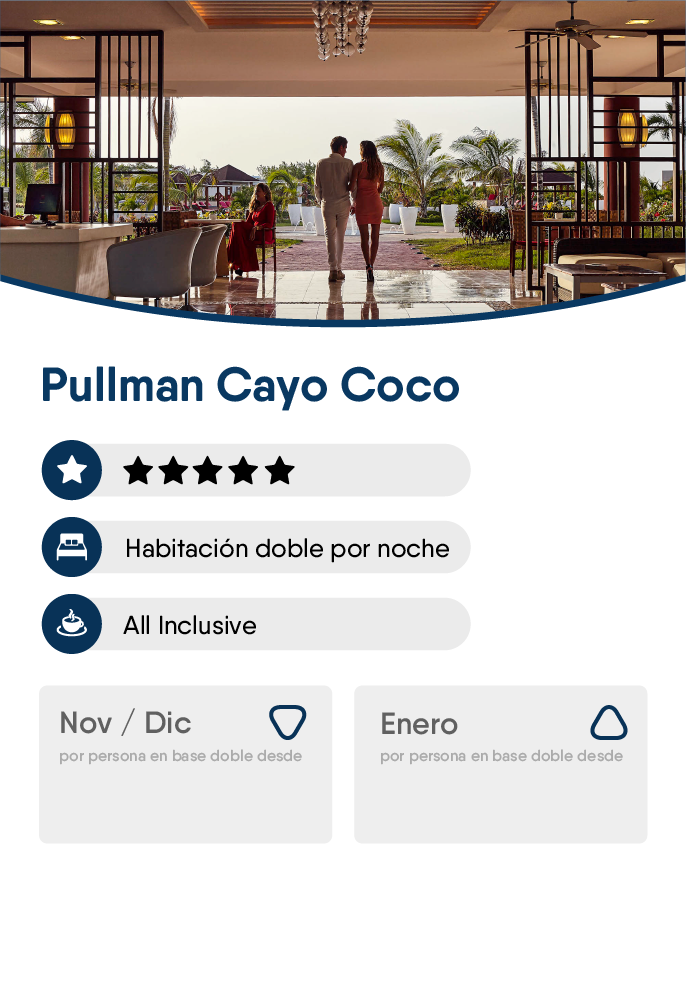 Pullman Cayo Coco
Habitación doble por noche
All Inclusive
Nov / Dic
por persona en base doble desde
Enero
por persona en base doble desde